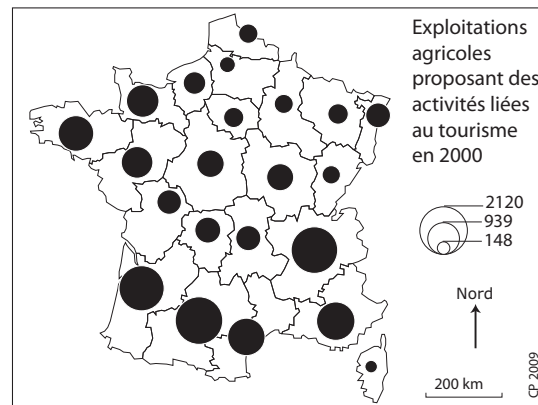 Exploitations
agricoles
proposant des
activités liées
au tourisme
en 2000
2120
939
148
Nord
200 km
CP 2009